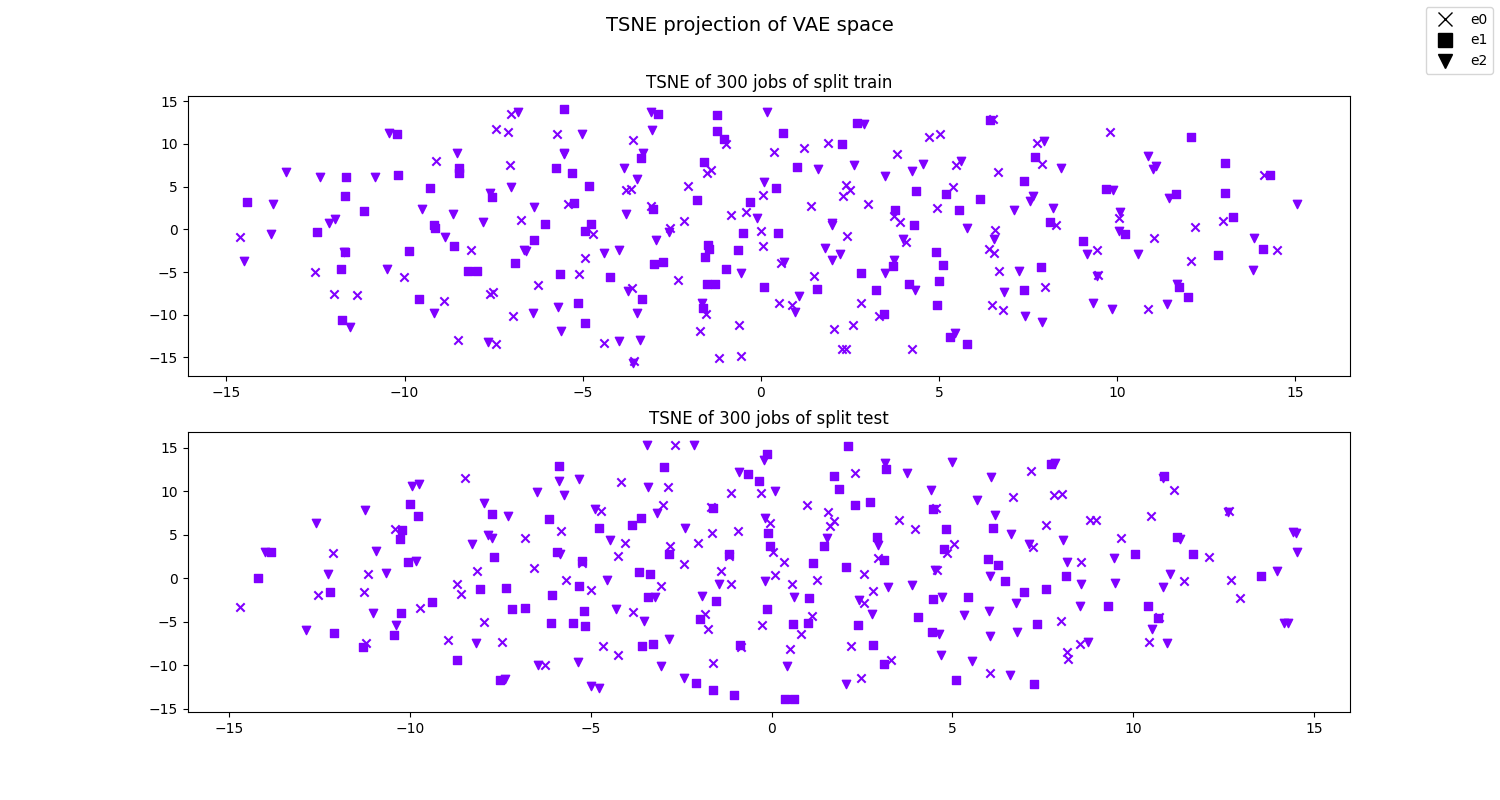 TSNE projection of VAE space
e0
e1
e2
TSNE of 300 jobs of split train
15
10
5
0
−5
−10
−15
−15 −10 −5 0 5 10 15
TSNE of 300 jobs of split test
15
10
5
0
−5
−10
−15
−15 −10 −5 0 5 10 15